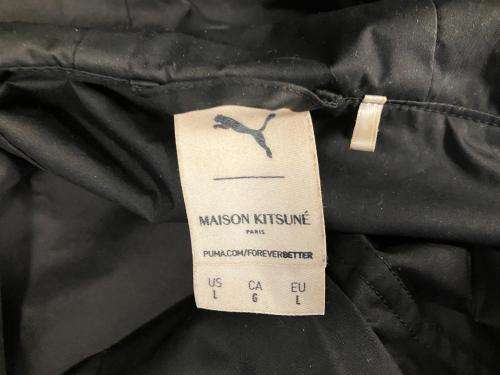 MAISON KITSUNÉ
PARIS
PUMA.COM/FOREVERBETTER
US CA EU
L G L